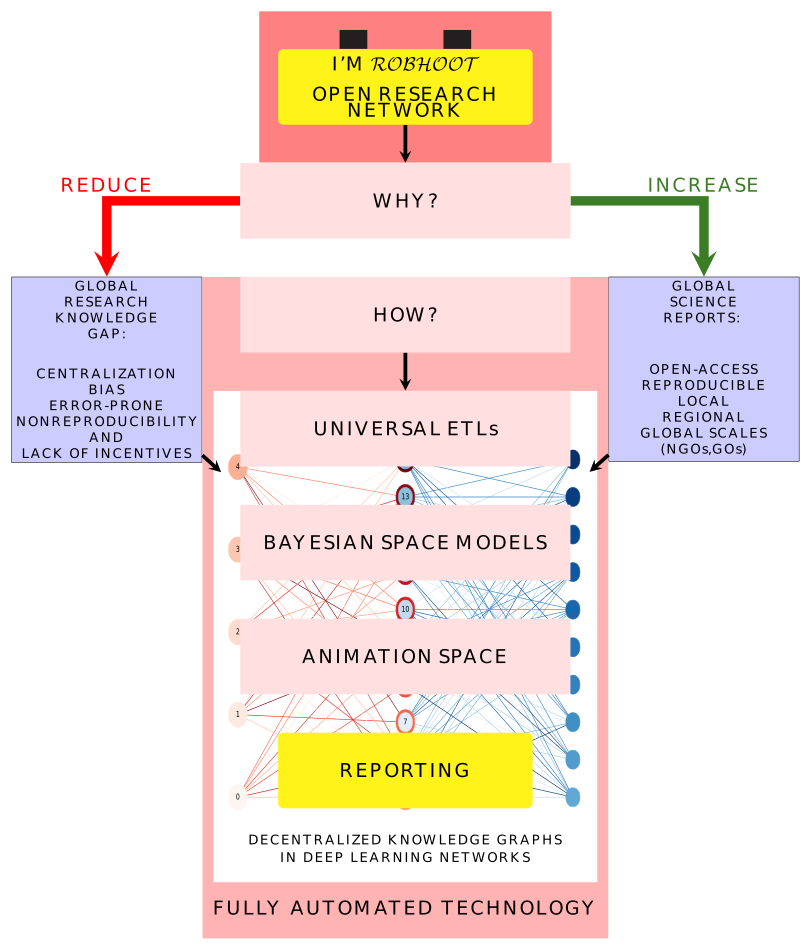 I'M ROBHOOT
OPEN RESEARCH
NETWORK
REDUCE
INCREASE
WHY?
GLOBAL
RESEARCH
KNOWLEDGE
GAP:
CENTRALIZATION
BIAS
ERROR-PRONE
NONREPRODUCIBILITY
AND
LACK OF INCENTIVES
HOW?
GLOBAL
SCIENCE
REPORTS:
OPEN-ACCESS
REPRODUCIBLE
LOCAL
REGIONAL
GLOBAL SCALES
(NGOs,GOs)
UNIVERSAL ETLs
4
13
BAYESIAN SPACE MODELS
3
10
2
ANIMATION SPACE
1
7
REPORTING
0
DECENTRALIZED KNOWLEDGE GRAPHS
IN DEEP LEARNING NETWORKS
FULLY AUTOMATED TECHNOLOGY